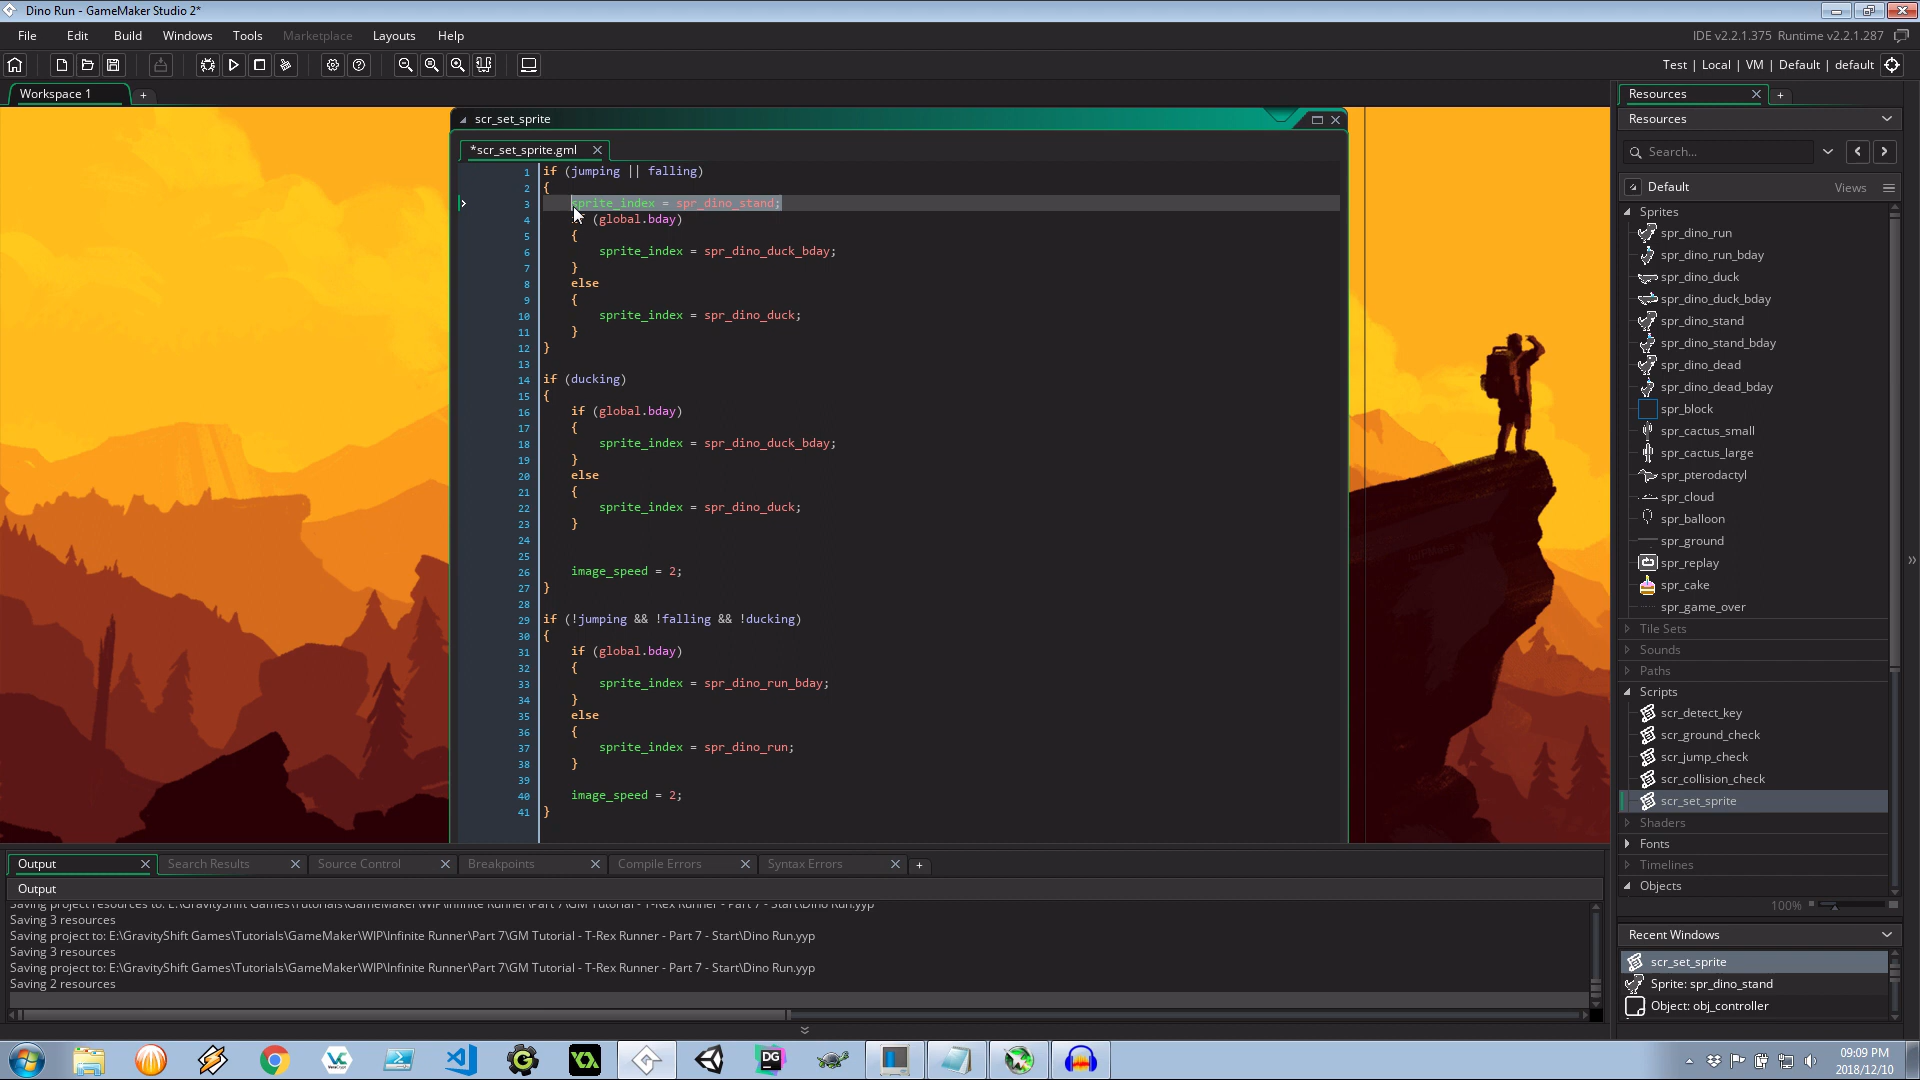 Dino Run - GameMaker Studio 2*
File Edit Build Windows Tools Marketplace Layouts Help
IDE v2.2.1.375 Runtime v2.2.1.287
Test | Local | VM | Default | default
Workspace 1
scr_set_sprite
*scr_set_sprite.gml
1 if (jumping || falling)
2 {
3 sprite_index = spr_dino_stand;
4 (global.bday)
5 {
6 sprite_index = spr_dino_duck_bday;
7 }
8 else
9 {
10 sprite_index = spr_dino_duck;
11 }
12 }
13
14 if (ducking)
15 {
16 if (global.bday)
17 {
18 sprite_index = spr_dino_duck_bday;
19 }
20 else
21 {
22 sprite_index = spr_dino_duck;
23 }
24
25
26 image_speed = 2;
27 }
28
29 if (!jumping && !falling && !ducking)
30 {
31 if (global.bday)
32 {
33 sprite_index = spr_dino_run_bday;
34 }
35 else
36 {
37 sprite_index = spr_dino_run;
38 }
39
40 image_speed = 2;
41 }
Resources
Resources
Search...
Default Views
Sprites
spr_dino_run
spr_dino_run_bday
spr_dino_duck
spr_dino_duck_bday
spr_dino_stand
spr_dino_stand_bday
spr_dino_dead
spr_dino_dead_bday
spr_block
spr_cactus_small
spr_cactus_large
spr_pterodactyl
spr_cloud
spr_balloon
spr_ground
spr_replay
spr_cake
spr_game_over
Tile Sets
Sounds
Paths
Scripts
scr_detect_key
scr_ground_check
scr_jump_check
scr_collision_check
scr_set_sprite
Shaders
Fonts
Timelines
Objects
100%
Recent Windows
scr_set_sprite
Sprite: spr_dino_stand
Object: obj_controller
Output Search Results Source Control Breakpoints Compile Errors Syntax Errors
Output
Saving project resources to: E:\GravityShift Games\Tutorials\GameMaker\WIP\Infinite Runner\Part 7\GM Tutorial - T-Rex Runner - Part 7 - Start\Dino Run.yyp
Saving 3 resources
Saving project to: E:\GravityShift Games\Tutorials\GameMaker\WIP\Infinite Runner\Part 7\GM Tutorial - T-Rex Runner - Part 7 - Start\Dino Run.yyp
Saving 3 resources
Saving project to: E:\GravityShift Games\Tutorials\GameMaker\WIP\Infinite Runner\Part 7\GM Tutorial - T-Rex Runner - Part 7 - Start\Dino Run.yyp
Saving 2 resources
DG
09:09 PM
2018/12/10